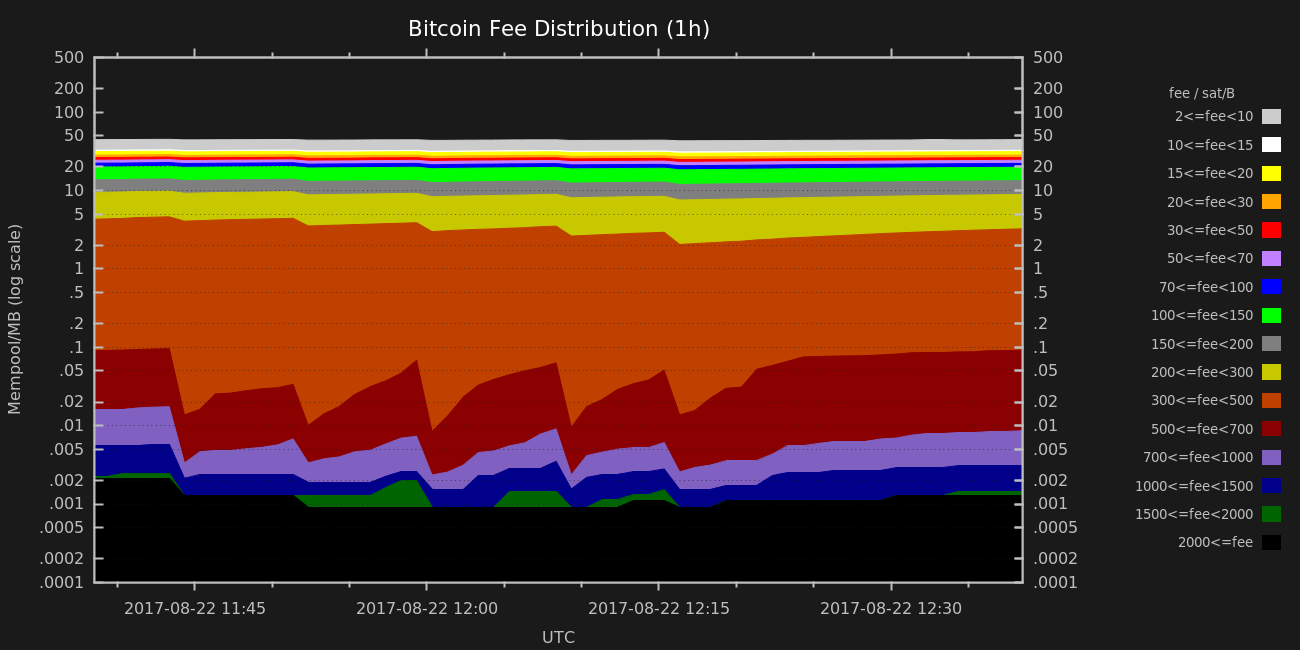 Bitcoin Fee Distribution (1h)
Mempool/MB (log scale)
500
200
100
50
20
10
5
2
1
.5
.2
.1
.05
.02
.01
.005
.002
.001
.0005
.0002
.0001
500
200
100
50
20
10
5
2
1
.5
.2
.1
.05
.02
.01
.005
.002
.001
.0005
.0002
.0001
2017-08-22 11:45
2017-08-22 12:00
2017-08-22 12:15
2017-08-22 12:30
UTC
fee / sat/B
2<=fee<10
10<=fee<15
15<=fee<20
20<=fee<30
30<=fee<50
50<=fee<70
70<=fee<100
100<=fee<150
150<=fee<200
200<=fee<300
300<=fee<500
500<=fee<700
700<=fee<1000
1000<=fee<1500
1500<=fee<2000
2000<=fee